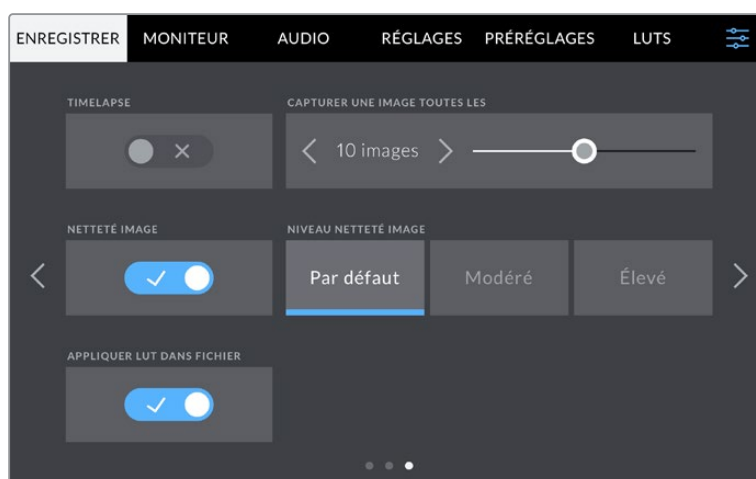 ENREGISTRER MONITEUR AUDIO RÉGLAGES PRÉRÉGLAGES LUTS
TIMELAPSE CAPTURER UNE IMAGE TOUTES LES
10 images
NETTETÉ IMAGE NIVEAU NETTETÉ IMAGE
Par défaut Modéré Élevé
APPLIQUER LUT DANS FICHIER